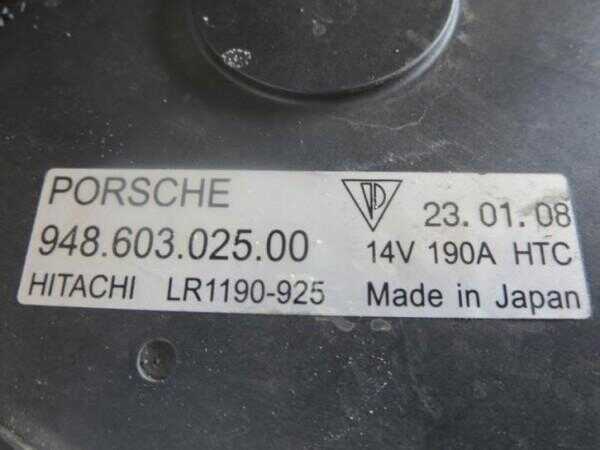 PORSCHE
23.01.08
948.603.025.00
14V 190A HTC
HITACHI LR1190-925
Made in Japan